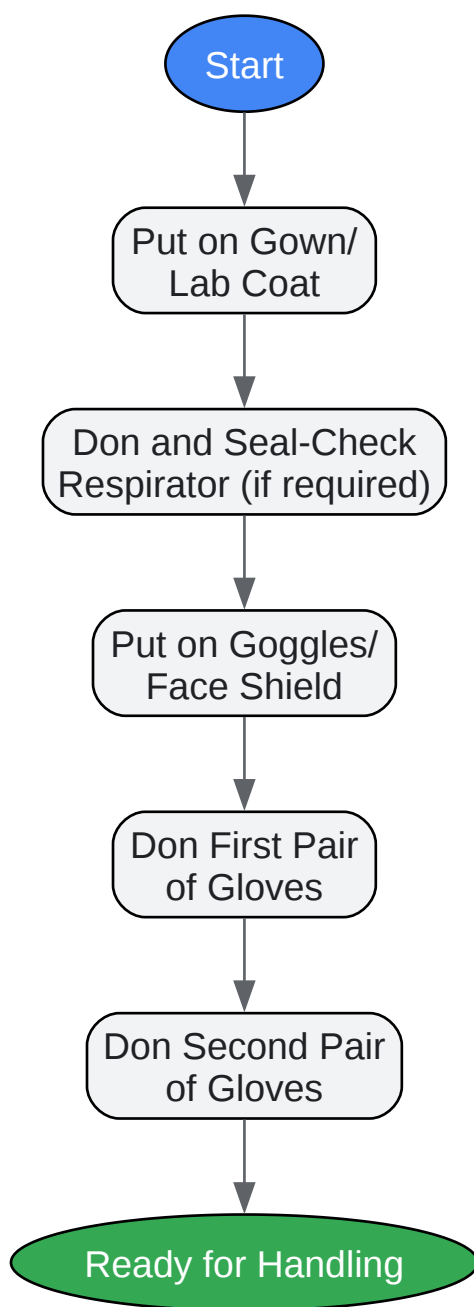 Start
Put on Gown/
Lab Coat
Don and Seal-Check
Respirator (if required)
Put on Goggles/
Face Shield
Don First Pair
of Gloves
Don Second Pair
of Gloves
Ready for Handling